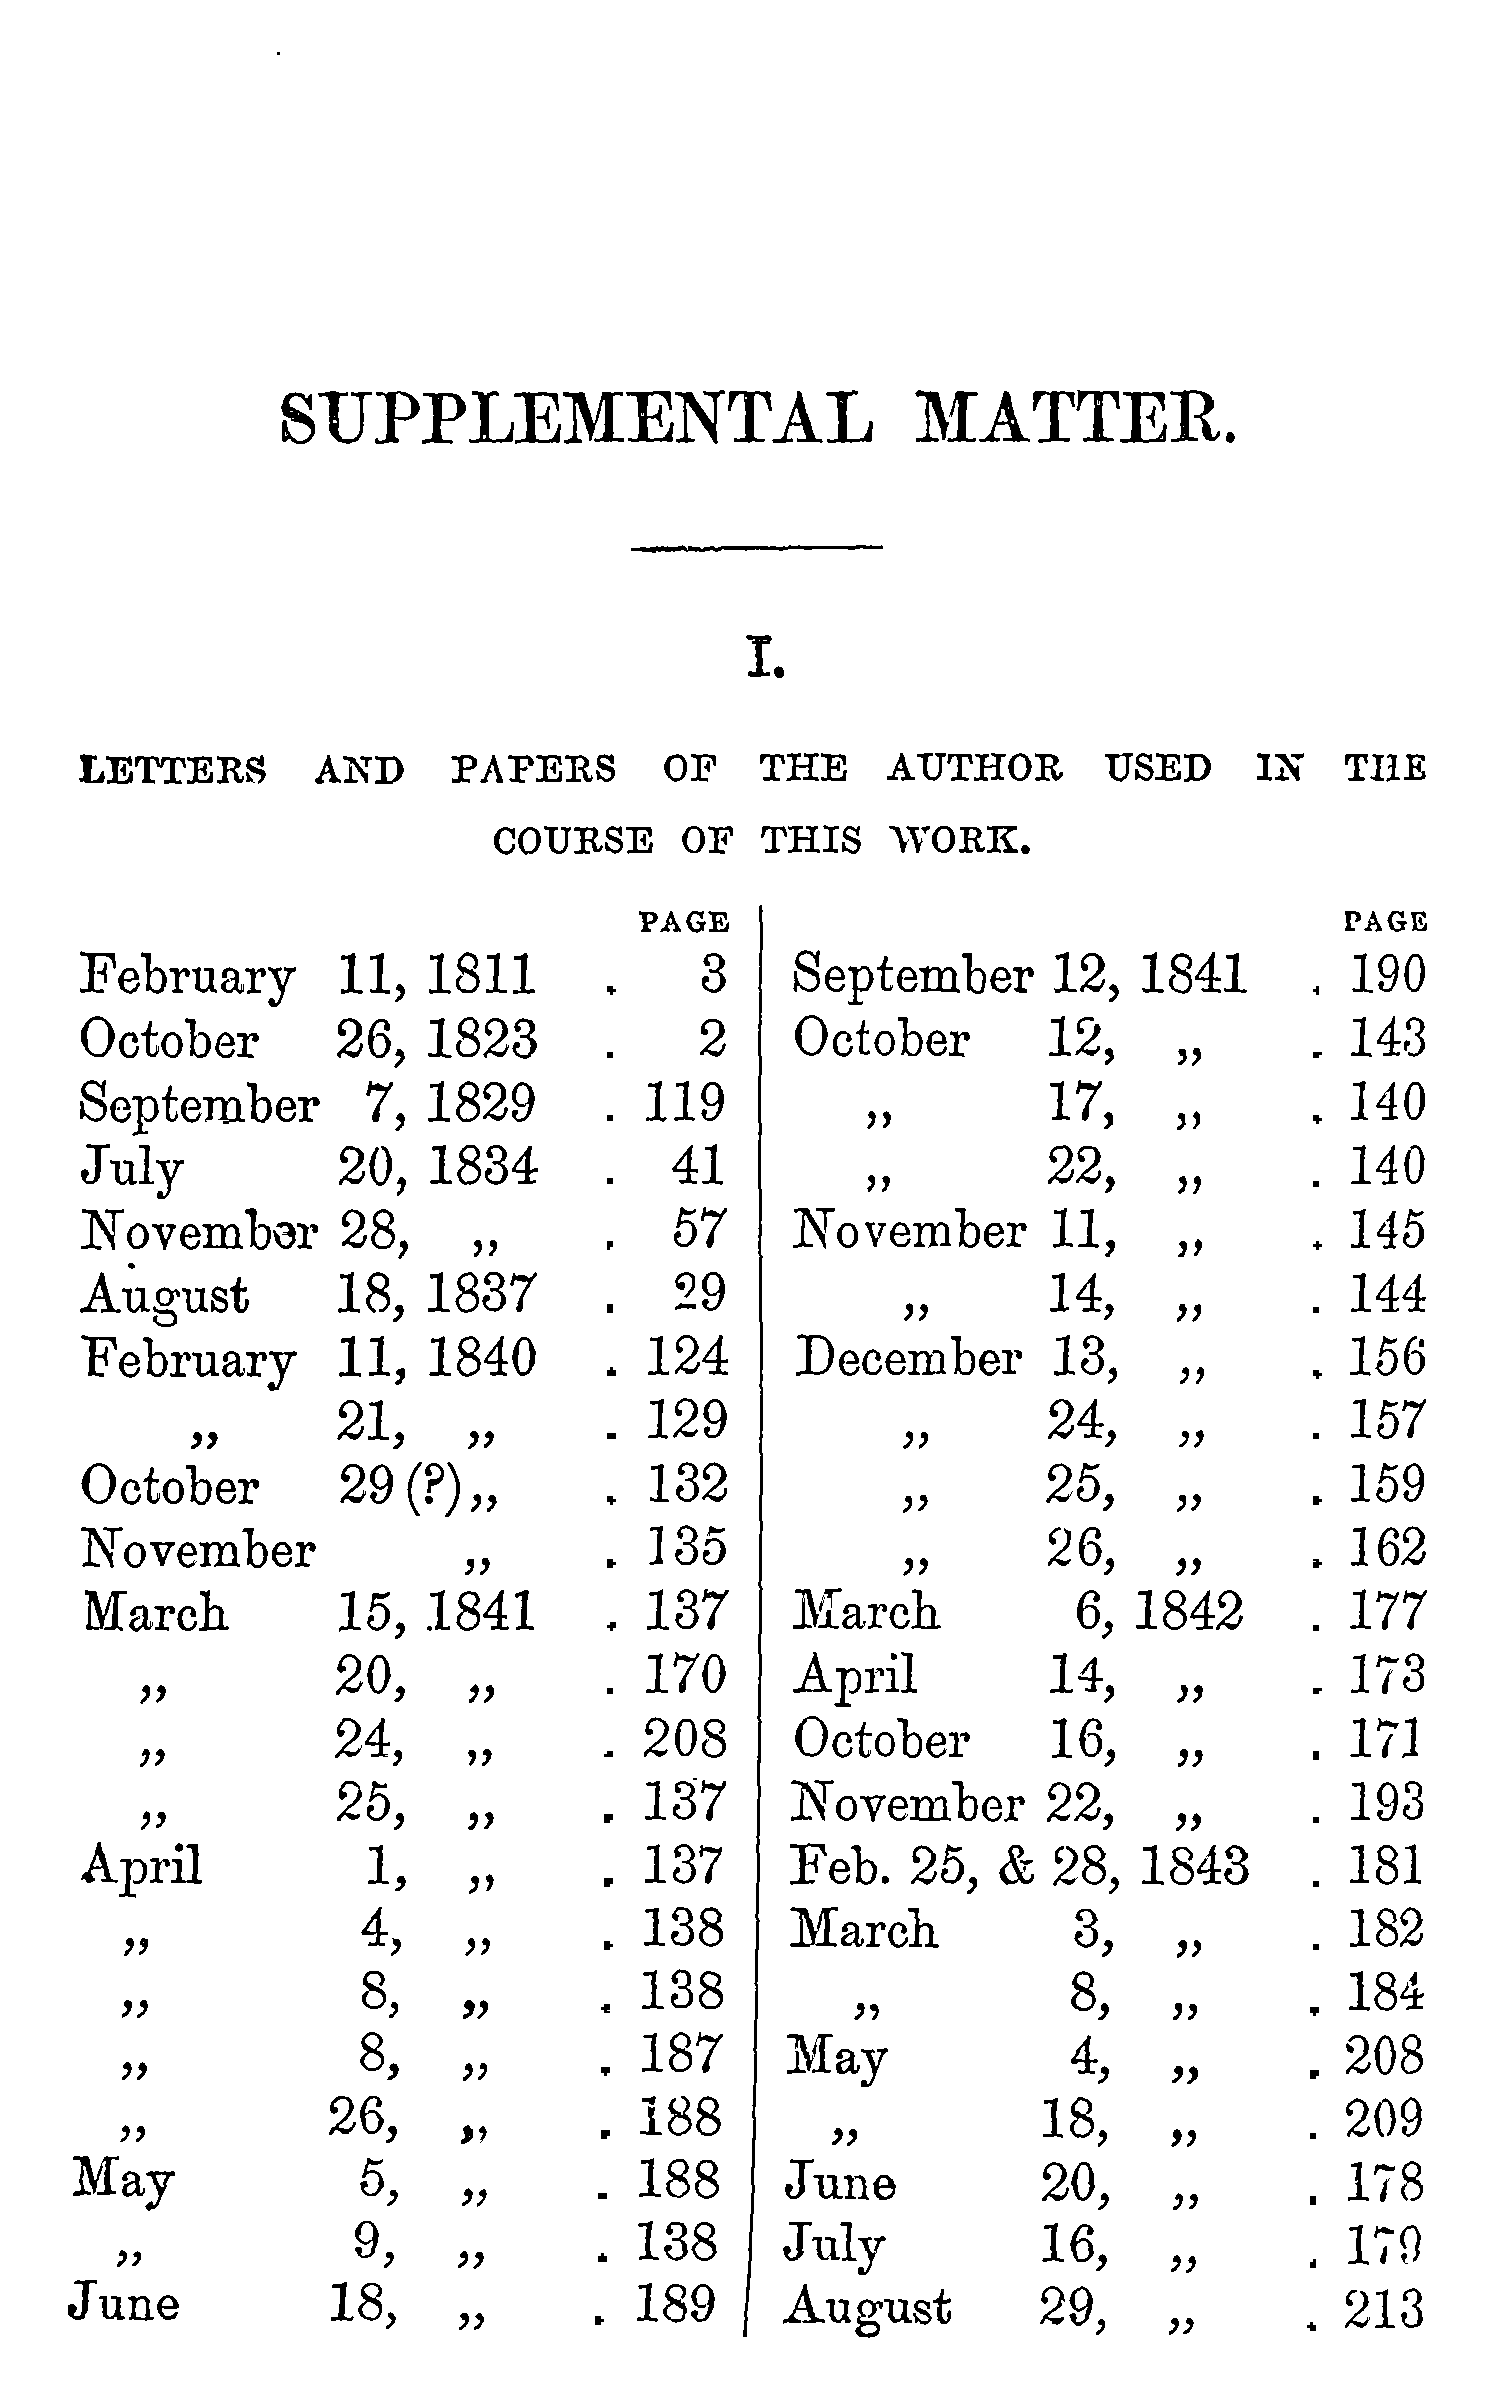 SUPPLEMENTAL MATTER.
I.
LETTERS AND PAPERS OF THE AUTHOR USED IN THE
COURSE OF THIS WORK.
PAGE
February 11, 1811 . 3
October 26, 1823 . 2
September 7, 1829 . 119
July 20, 1834 . 41
November 28, „ . 57
August 18, 1837 . 29
February 11, 1840 . 124
„ 21, „ . 129
October 29 (?) „ . 132
November „ . 135
March 15, 1841 . 137
„ 20, „ . 170
„ 24, „ . 208
„ 25, „ . 137
April 1, „ . 137
„ 4, „ . 138
„ 8, „ . 138
„ 8, „ . 187
„ 26, „ . 188
May 5, „ . 188
„ 9, „ . 138
June 18, „ . 189
PAGE
September 12, 1841 . 190
October 12, „ . 143
„ 17, „ . 140
„ 22, „ . 140
November 11, „ . 145
„ 14, „ . 144
December 13, „ . 156
„ 24, „ . 157
„ 25, „ . 159
„ 26, „ . 162
March 6, 1842 . 177
April 14, „ . 173
October 16, „ . 171
November 22, „ . 193
Feb. 25, & 28, 1843 . 181
March 3, „ . 182
„ 8, „ . 184
May 4, „ . 208
„ 18, „ . 209
June 20, „ . 178
July 16, „ . 179
August 29, „ . 213